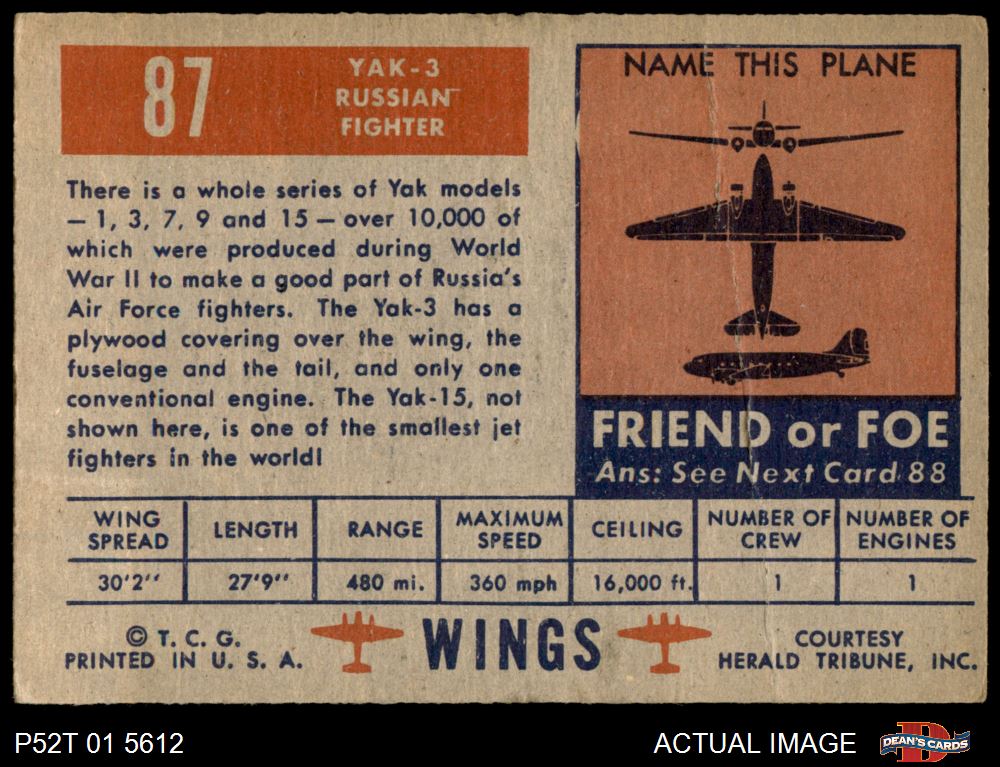 87
YAK-3
RUSSIAN
FIGHTER
There is a whole series of Yak models
— 1, 3, 7, 9 and 15 — over 10,000 of
which were produced during World
War II to make a good part of Russia's
Air Force fighters. The Yak-3 has a
plywood covering over the wing, the
fuselage and the tail, and only one
conventional engine. The Yak-15, not
shown here, is one of the smallest jet
fighters in the world!
NAME THIS PLANE
FRIEND or FOE
Ans: See Next Card 88
WING SPREAD
LENGTH
RANGE
MAXIMUM SPEED
CEILING
NUMBER OF CREW
NUMBER OF ENGINES
30'2''
27'9''
480 mi.
360 mph
16,000 ft.
1
1
© T. C. G.
PRINTED IN U. S. A.
WINGS
COURTESY
HERALD TRIBUNE, INC.
P52T 01 5612
ACTUAL IMAGE
D
DEAN'S CARDS